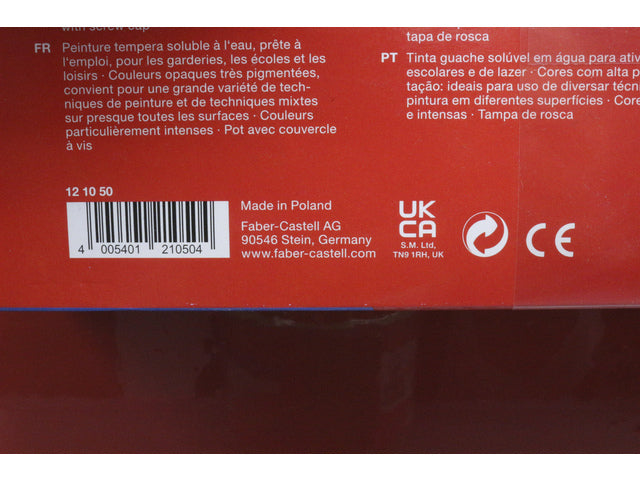 with screw cap
FR Peinture tempera soluble à l'eau, prête à
l'emploi, pour les garderies, les écoles et les
loisirs · Couleurs opaques très pigmentées,
convient pour une grande variété de tech-
niques de peinture et de techniques mixtes
sur presque toutes les surfaces · Couleurs
particulièrement intenses · Pot avec couvercle
à vis
tapa de rosca
PT Tinta guache solúvel em água para ativ
escolares e de lazer · Cores com alta p
tação: ideais para uso de diversar técni
pintura em diferentes superfícies · Core
e intensas · Tampa de rosca
12 10 50
4 005401 210504
Made in Poland
Faber-Castell AG
90546 Stein, Germany
www.faber-castell.com
UK
CA
S.M. Ltd,
TN9 1RH, UK
CE